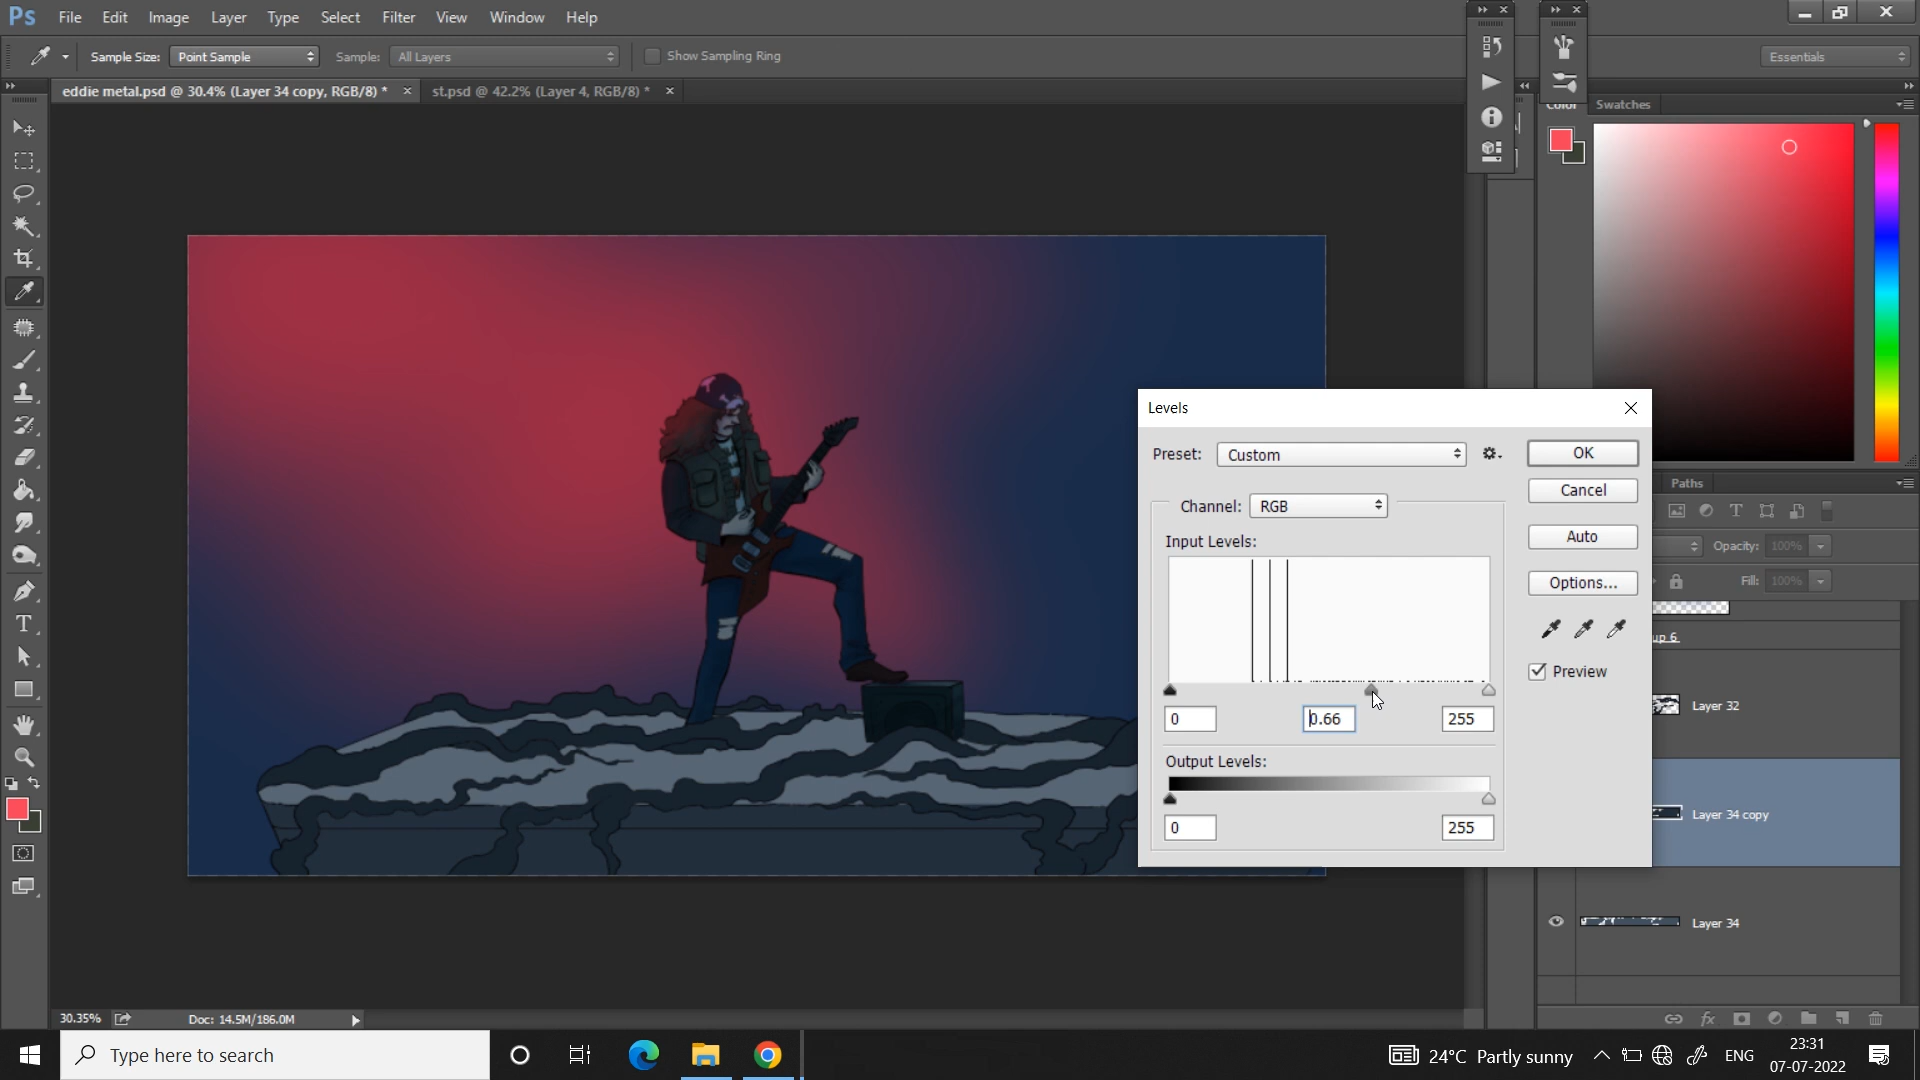 Ps File Edit Image Layer Type Select Filter View Window Help
Sample Size: Point Sample Sample: All Layers Show Sampling Ring Essentials
eddie metal.psd @ 30.4% (Layer 34 copy, RGB/8) * × st.psd @ 42.2% (Layer 4, RGB/8) * ×
Color Swatches
Levels
Preset: Custom OK
Cancel
Channel: RGB
Auto
Input Levels:
Options...
Preview
0 0.66 255
Output Levels:
0 255
Paths
T
Opacity: 100%
Fill: 100%
up 6
Layer 32
Layer 34 copy
Layer 34
fx
30.35% Doc: 14.5M/186.0M
Type here to search
24°C Partly sunny ENG
23:31
07-07-2022